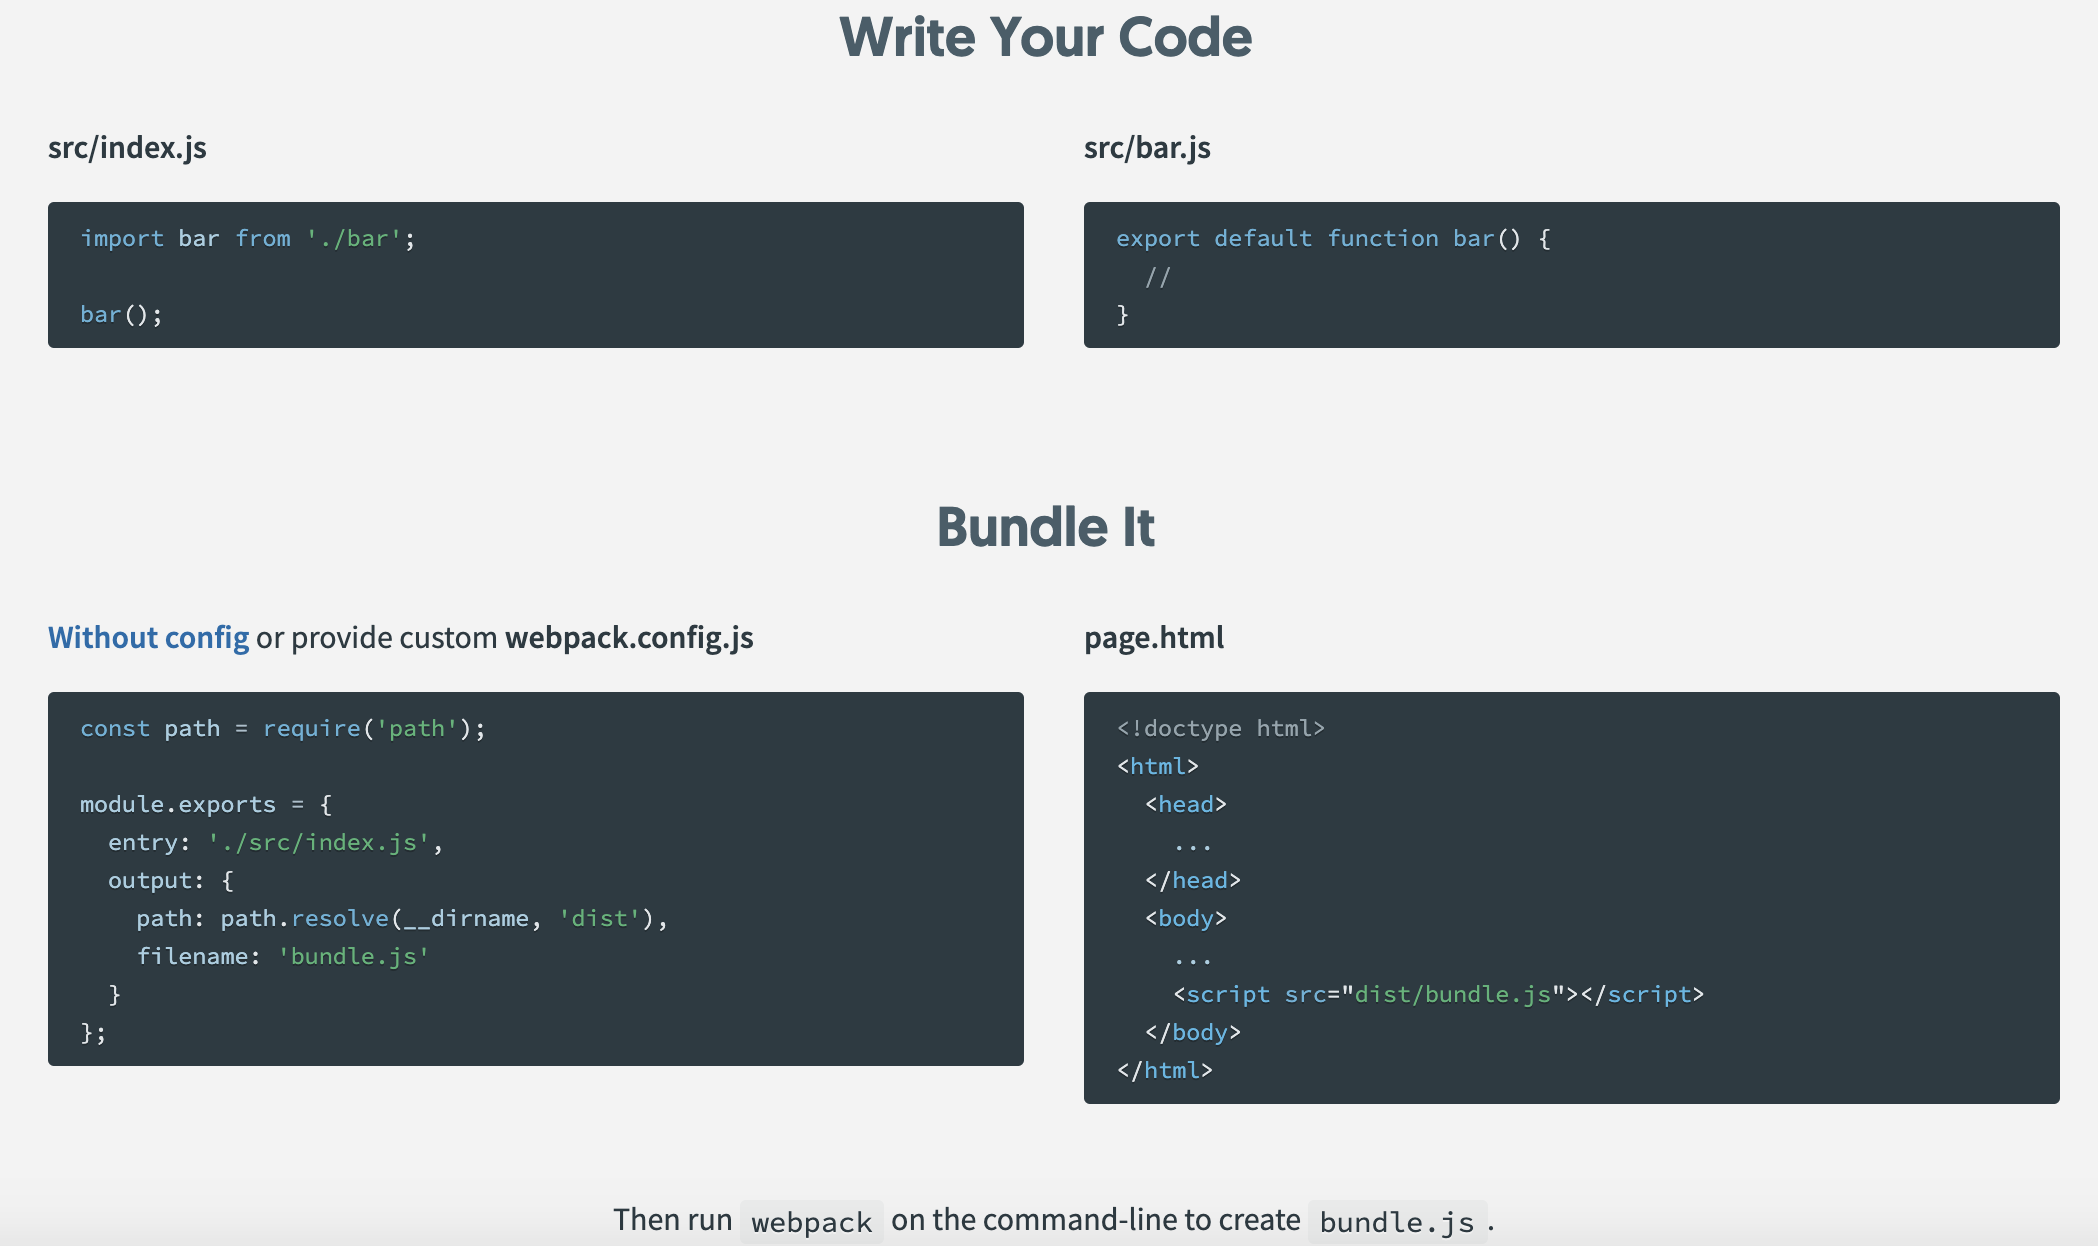 Write Your Code
src/index.js
import bar from './bar';

bar();
src/bar.js
export default function bar() {
  //
}
Bundle It
Without config or provide custom webpack.config.js
const path = require('path');

module.exports = {
  entry: './src/index.js',
  output: {
    path: path.resolve(__dirname, 'dist'),
    filename: 'bundle.js'
  }
};
page.html
<!doctype html>
<html>
  <head>
    ...
  </head>
  <body>
    ...
    <script src="dist/bundle.js"></script>
  </body>
</html>
Then run webpack on the command-line to create bundle.js .